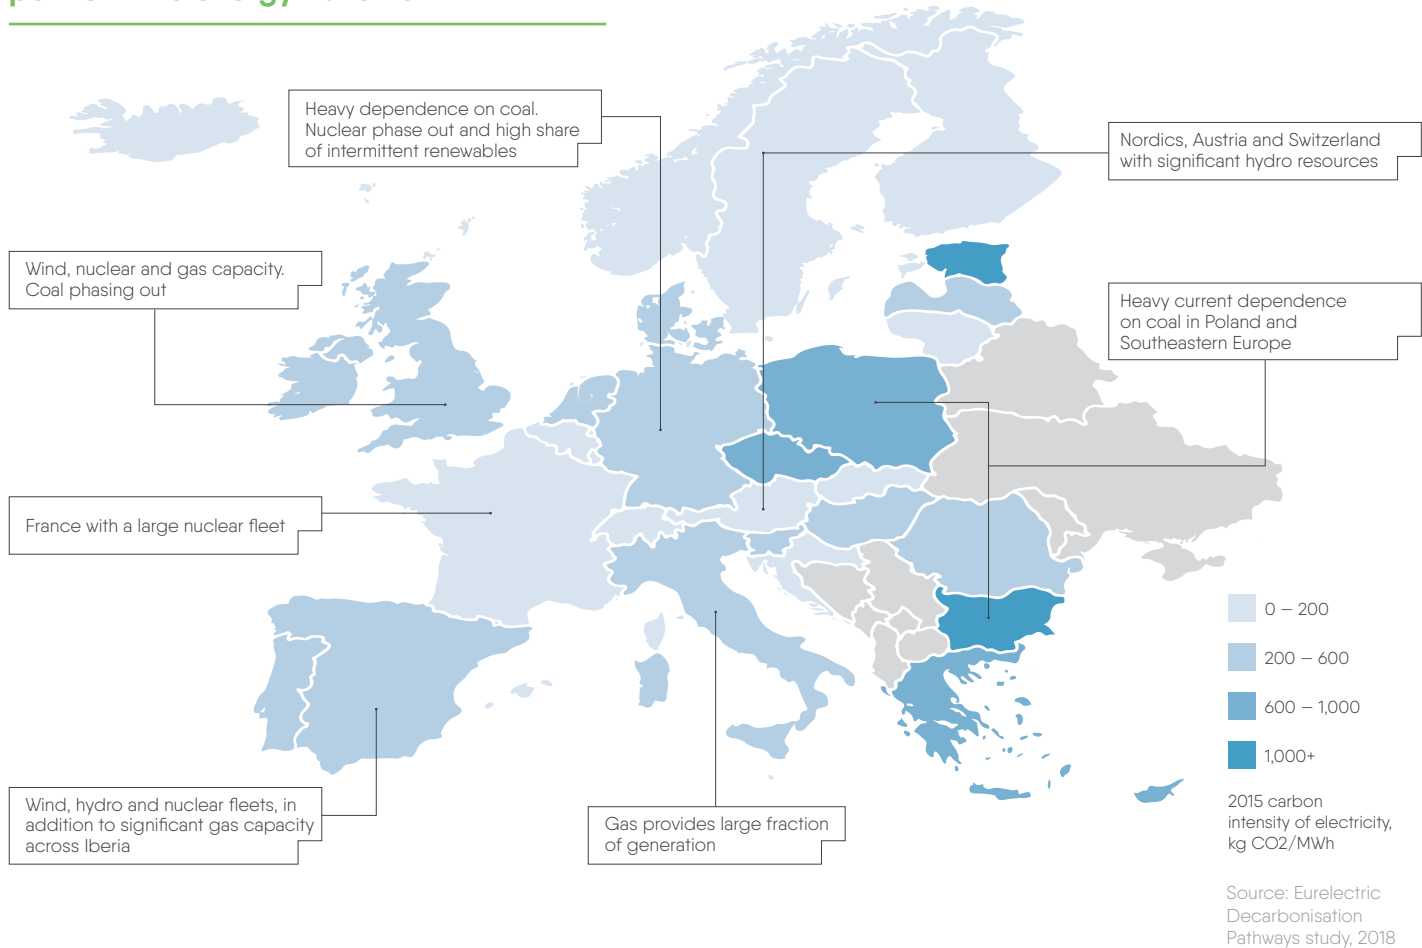 Heavy dependence on coal.
Nuclear phase out and high share
of intermittent renewables
Nordics, Austria and Switzerland
with significant hydro resources
Wind, nuclear and gas capacity.
Coal phasing out
Heavy current dependence
on coal in Poland and
Southeastern Europe
France with a large nuclear fleet
0 – 200
200 – 600
600 – 1,000
1,000+
2015 carbon
intensity of electricity,
kg CO2/MWh
Wind, hydro and nuclear fleets, in
addition to significant gas capacity
across Iberia
Gas provides large fraction
of generation
Source: Eurelectric
Decarbonisation
Pathways study, 2018